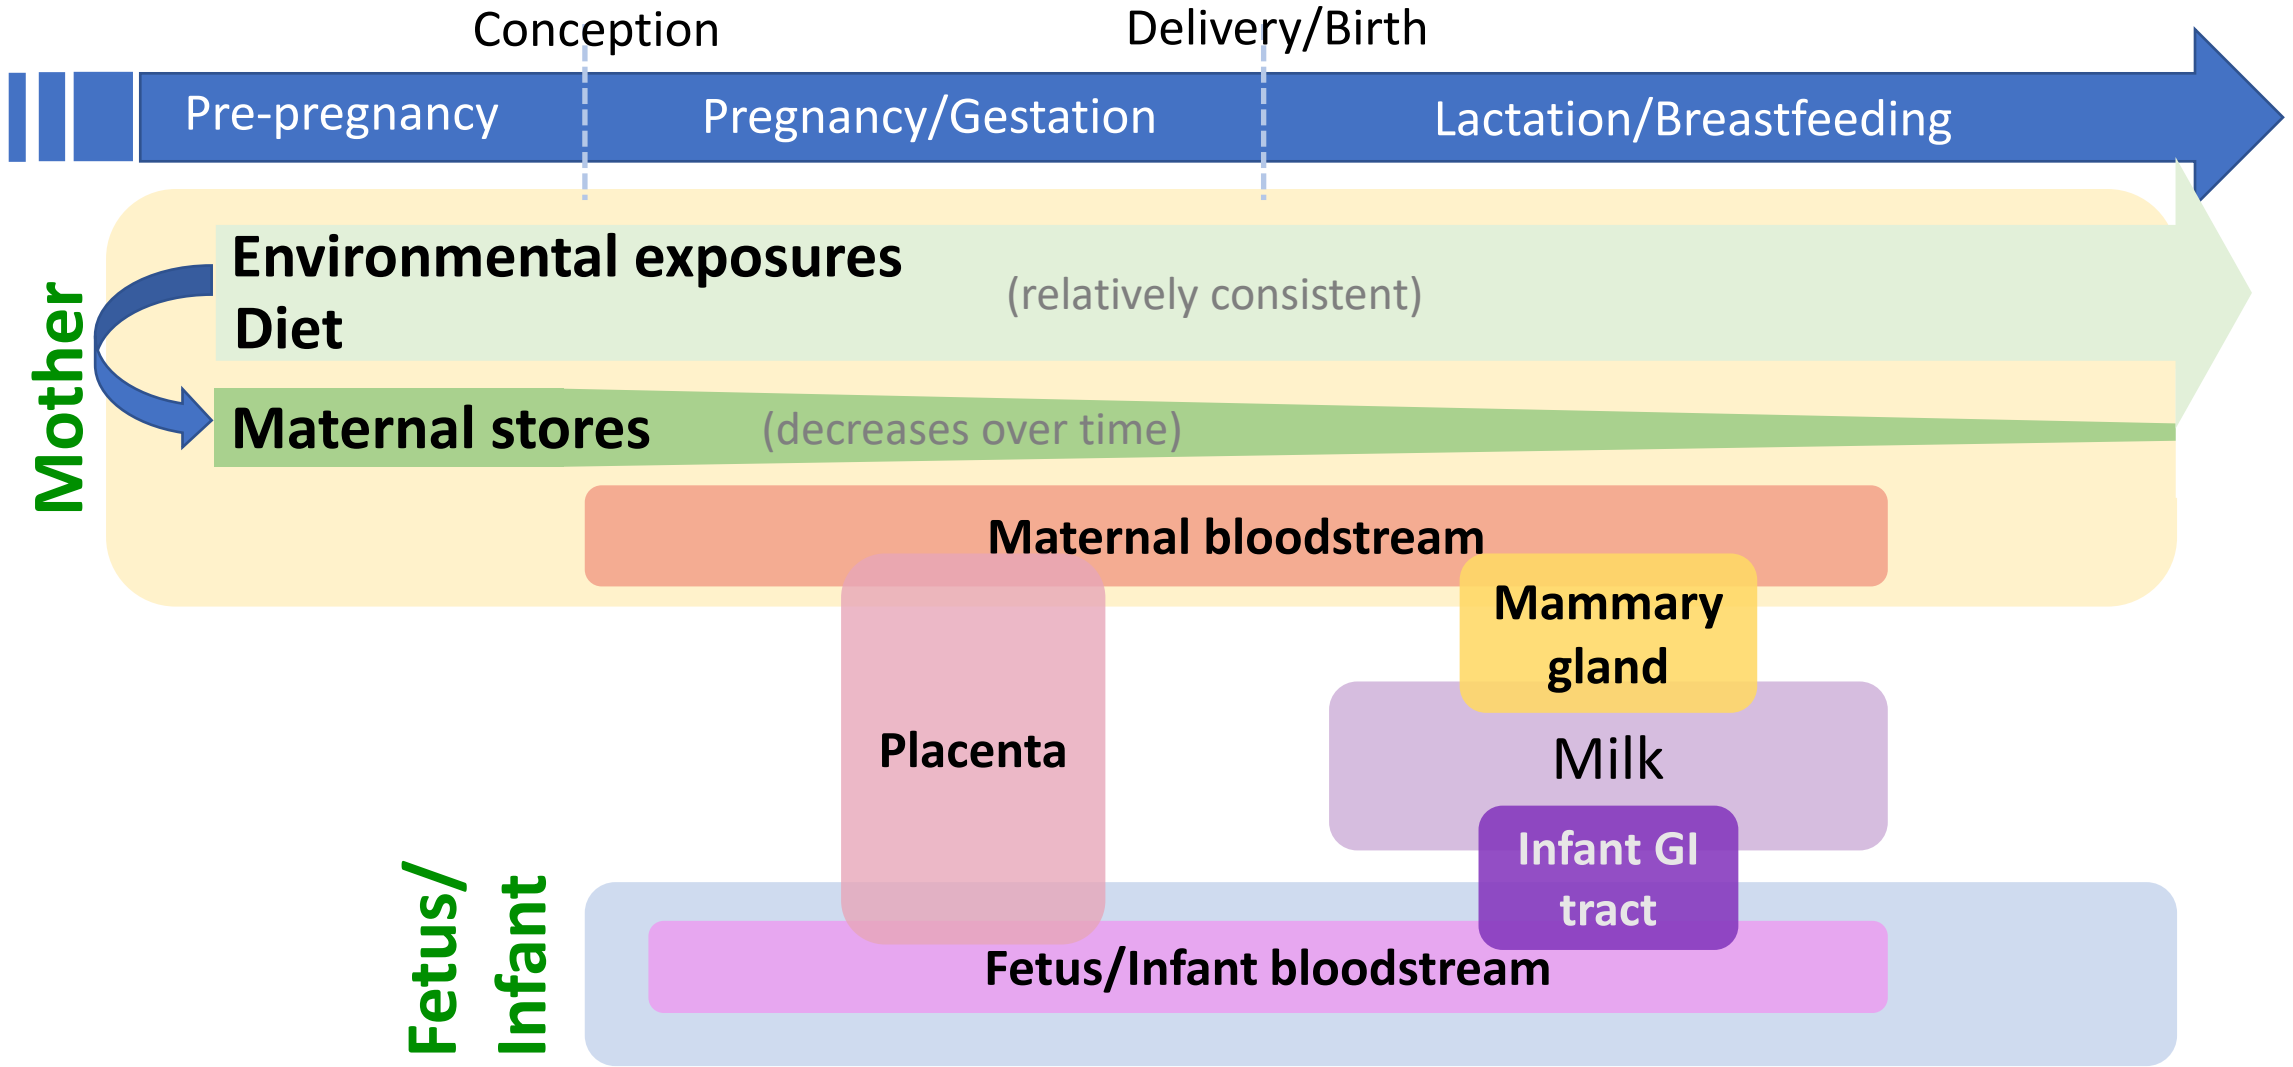 Conception
Delivery/Birth
Pre-pregnancy
Pregnancy/Gestation
Lactation/Breastfeeding
Mother
Environmental exposures
Diet
(relatively consistent)
Maternal stores
(decreases over time)
Maternal bloodstream
Placenta
Mammary
gland
Milk
Infant GI
tract
Fetus/
Infant
Fetus/Infant bloodstream